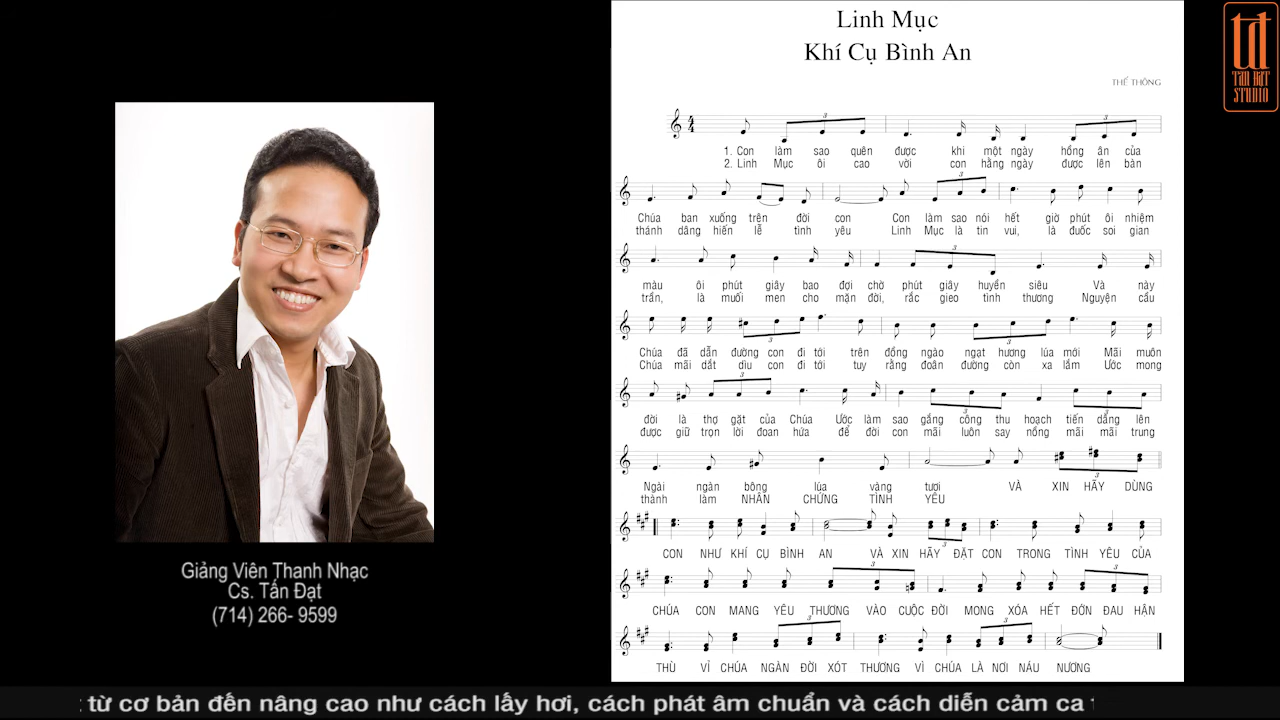 Linh Mục
Khí Cụ Bình An
THẾ THÔNG
TẤN ĐẠT
STUDIO
1. Con làm sao quên được khi một ngày hồng ân của
2. Linh Mục ôi cao vời con hằng ngày được lên bàn
Chúa ban xuống trên đời con Con làm sao nói hết giờ phút ôi nhiệm
thánh dâng hiến lễ tình yêu Linh Mục là tin vui, là đuốc soi gian
màu ôi phút giây bao đợi chờ phút giây huyền siêu Và này
trần, là muối men cho mặn đời, rắc gieo tình thương Nguyện cầu
Chúa đã dẫn đường con đi tới trên đồng ngào ngạt hương lúa mới Mãi muôn
Chúa mãi dắt dìu con đi tới tuy rằng đoạn đường còn xa lắm Ước mong
đời là thợ gặt của Chúa Ước làm sao gắng công thu hoạch tiến dâng lên
được giữ trọn lời đoan hứa để đời con mãi luôn say nồng mãi mãi trung
Ngài ngàn bông lúa vàng tươi VÀ XIN HÃY DÙNG
thành làm NHÂN CHỨNG TÌNH YÊU
CON NHƯ KHÍ CỤ BÌNH AN VÀ XIN HÃY ĐẶT CON TRONG TÌNH YÊU CỦA
CHÚA CON MANG YÊU THƯƠNG VÀO CUỘC ĐỜI MONG XÓA HẾT ĐỚN ĐAU HẬN
THÙ VÌ CHÚA NGÀN ĐỜI XÓT THƯƠNG VÌ CHÚA LÀ NƠI NÁU NƯƠNG
Giảng Viên Thanh Nhạc
Cs. Tấn Đạt
(714) 266- 9599
từ cơ bản đến nâng cao như cách lấy hơi, cách phát âm chuẩn và cách diễn cảm ca